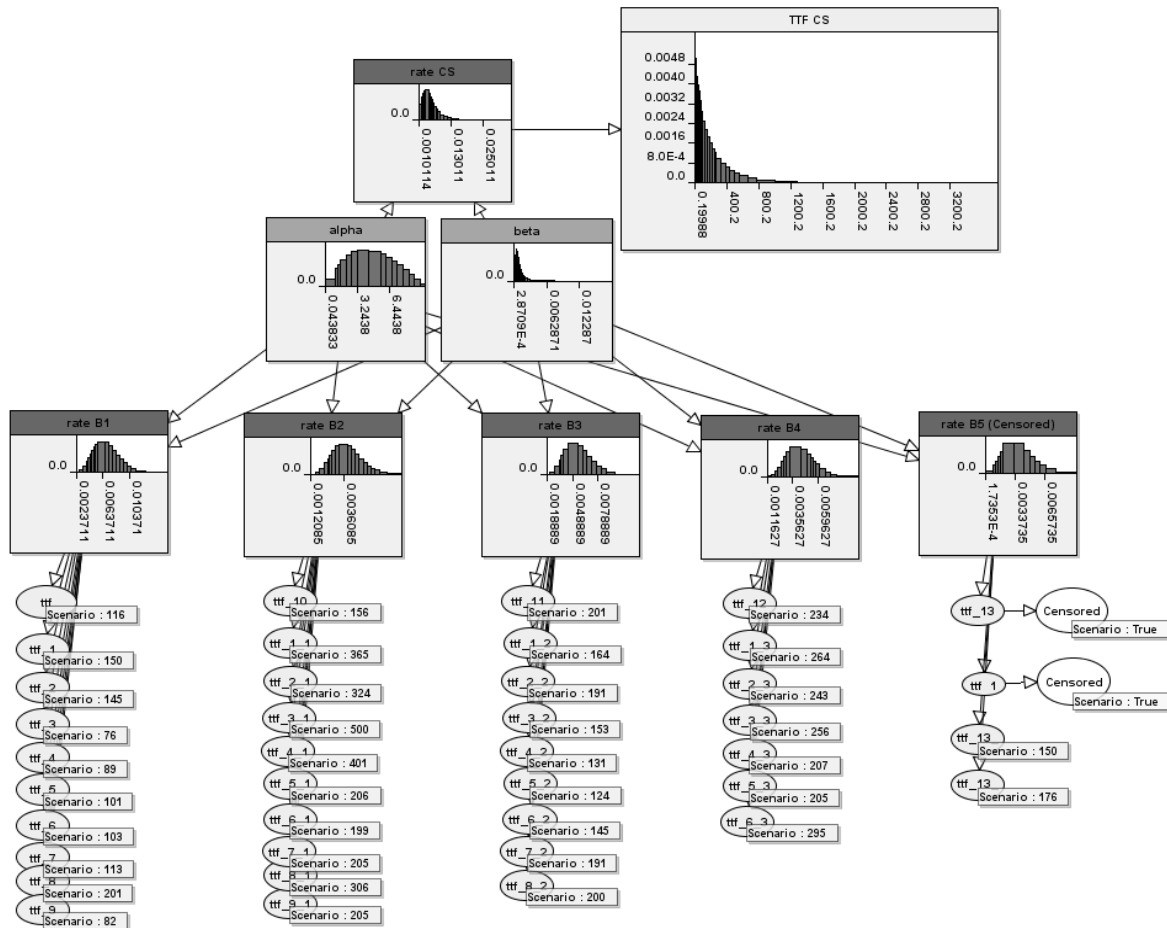 TTF CS
0.0048
0.0040
0.0032
0.0024
0.0016
8.0E-4
0.0
0.19988
400.2
800.2
1200.2
1600.2
2000.2
2400.2
2800.2
3200.2
rate CS
0.0
0.0010114
0.013011
0.025011
alpha
0.0
0.043833
3.2438
6.4438
beta
0.0
2.8709E-4
0.0062871
0.012287
rate B1
0.0
0.0023711
0.0063711
0.010371
rate B2
0.0
0.0012085
0.0036085
rate B3
0.0
0.0018889
0.0048889
0.0078889
rate B4
0.0
0.0011627
0.0035627
0.0059627
rate B5 (Censored)
0.0
1.7353E-4
0.0033735
0.0065735
ttf
Scenario : 116
ttf_1
Scenario : 150
ttf_2
Scenario : 145
ttf_3
Scenario : 76
ttf_4
Scenario : 89
ttf_5
Scenario : 101
ttf_6
Scenario : 103
ttf_7
Scenario : 113
ttf_8
Scenario : 201
ttf_9
Scenario : 82
ttf_10
Scenario : 156
ttf_1_1
Scenario : 365
ttf_2_1
Scenario : 324
ttf_3_1
Scenario : 500
ttf_4_1
Scenario : 401
ttf_5_1
Scenario : 206
ttf_6_1
Scenario : 199
ttf_7_1
Scenario : 205
ttf_8_1
Scenario : 306
ttf_9_1
Scenario : 205
ttf_11
Scenario : 201
ttf_1_2
Scenario : 164
ttf_2_2
Scenario : 191
ttf_3_2
Scenario : 153
ttf_4_2
Scenario : 131
ttf_5_2
Scenario : 124
ttf_6_2
Scenario : 145
ttf_7_2
Scenario : 191
ttf_8_2
Scenario : 200
ttf_12
Scenario : 234
ttf_1_3
Scenario : 264
ttf_2_3
Scenario : 243
ttf_3_3
Scenario : 256
ttf_4_3
Scenario : 207
ttf_5_3
Scenario : 205
ttf_6_3
Scenario : 295
ttf_13
Censored
Scenario : True
ttf_1
Censored
Scenario : True
ttf_13
Scenario : 150
ttf_13
Scenario : 176